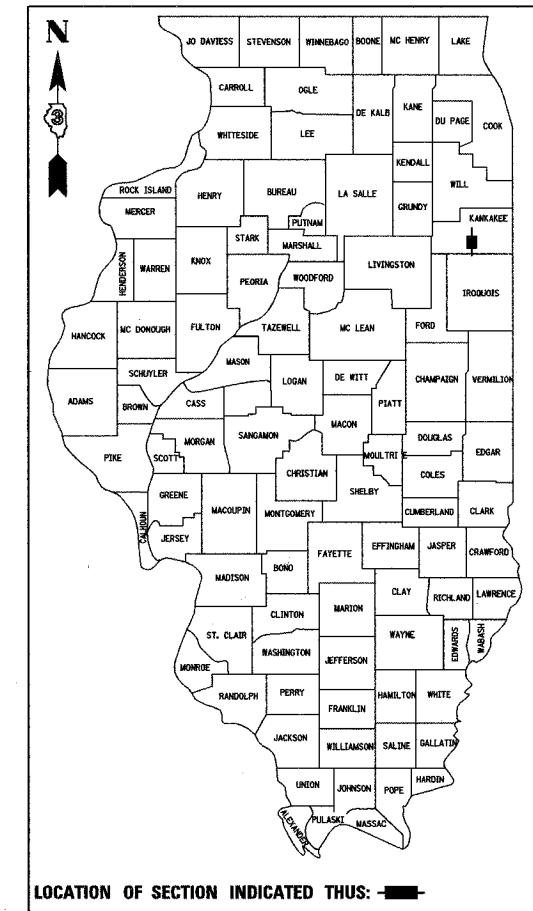 N
JO DAVIESS STEVENSON WINNEBAGO BOONE MC HENRY LAKE
CARROLL OGLE DE KALB KANE DU PAGE COOK
WHITESIDE LEE
KENDALL
WILL
ROCK ISLAND HENRY BUREAU LA SALLE GRUNDY
MERCER PUTNAM KANKAKEE
STARK MARSHALL
HENDERSON WARREN KNOX LIVINGSTON
PEORIA WOODFORD IROQUOIS
HANCOCK MC DONOUGH FULTON TAZEWELL MC LEAN FORD
MASON
SCHUYLER LOGAN DE WITT CHAMPAIGN VERMILION
ADAMS BROWN CASS PIATT
MACON
MORGAN SANGAMON DOUGLAS
PIKE SCOTT MOULTRIE EDGAR
CHRISTIAN COLES
SHELBY
GREENE MACOUPIN MONTGOMERY CUMBERLAND CLARK
CALHOUN JERSEY
FAYETTE EFFINGHAM JASPER CRAWFORD
BONO
MADISON
CLAY RICHLAND LAWRENCE
CLINTON MARION
ST. CLAIR WAYNE EDWARDS WABASH
WASHINGTON JEFFERSON
MONROE
RANDOLPH PERRY HAMILTON WHITE
FRANKLIN
JACKSON WILLIAMSON SALINE GALLATIN
HARDIN
UNION JOHNSON POPE
ALEXANDER PULASKI MASSAC
LOCATION OF SECTION INDICATED THUS: